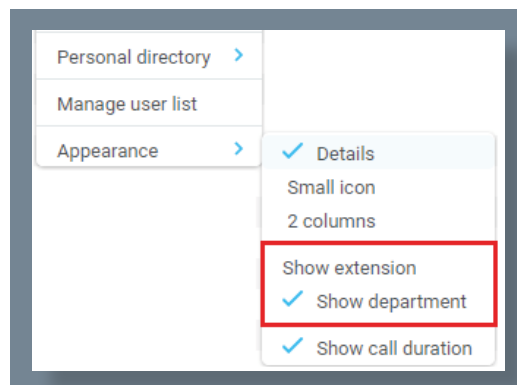 Personal directory
Manage user list
Appearance
Details
Small icon
2 columns
Show extension
Show department
Show call duration